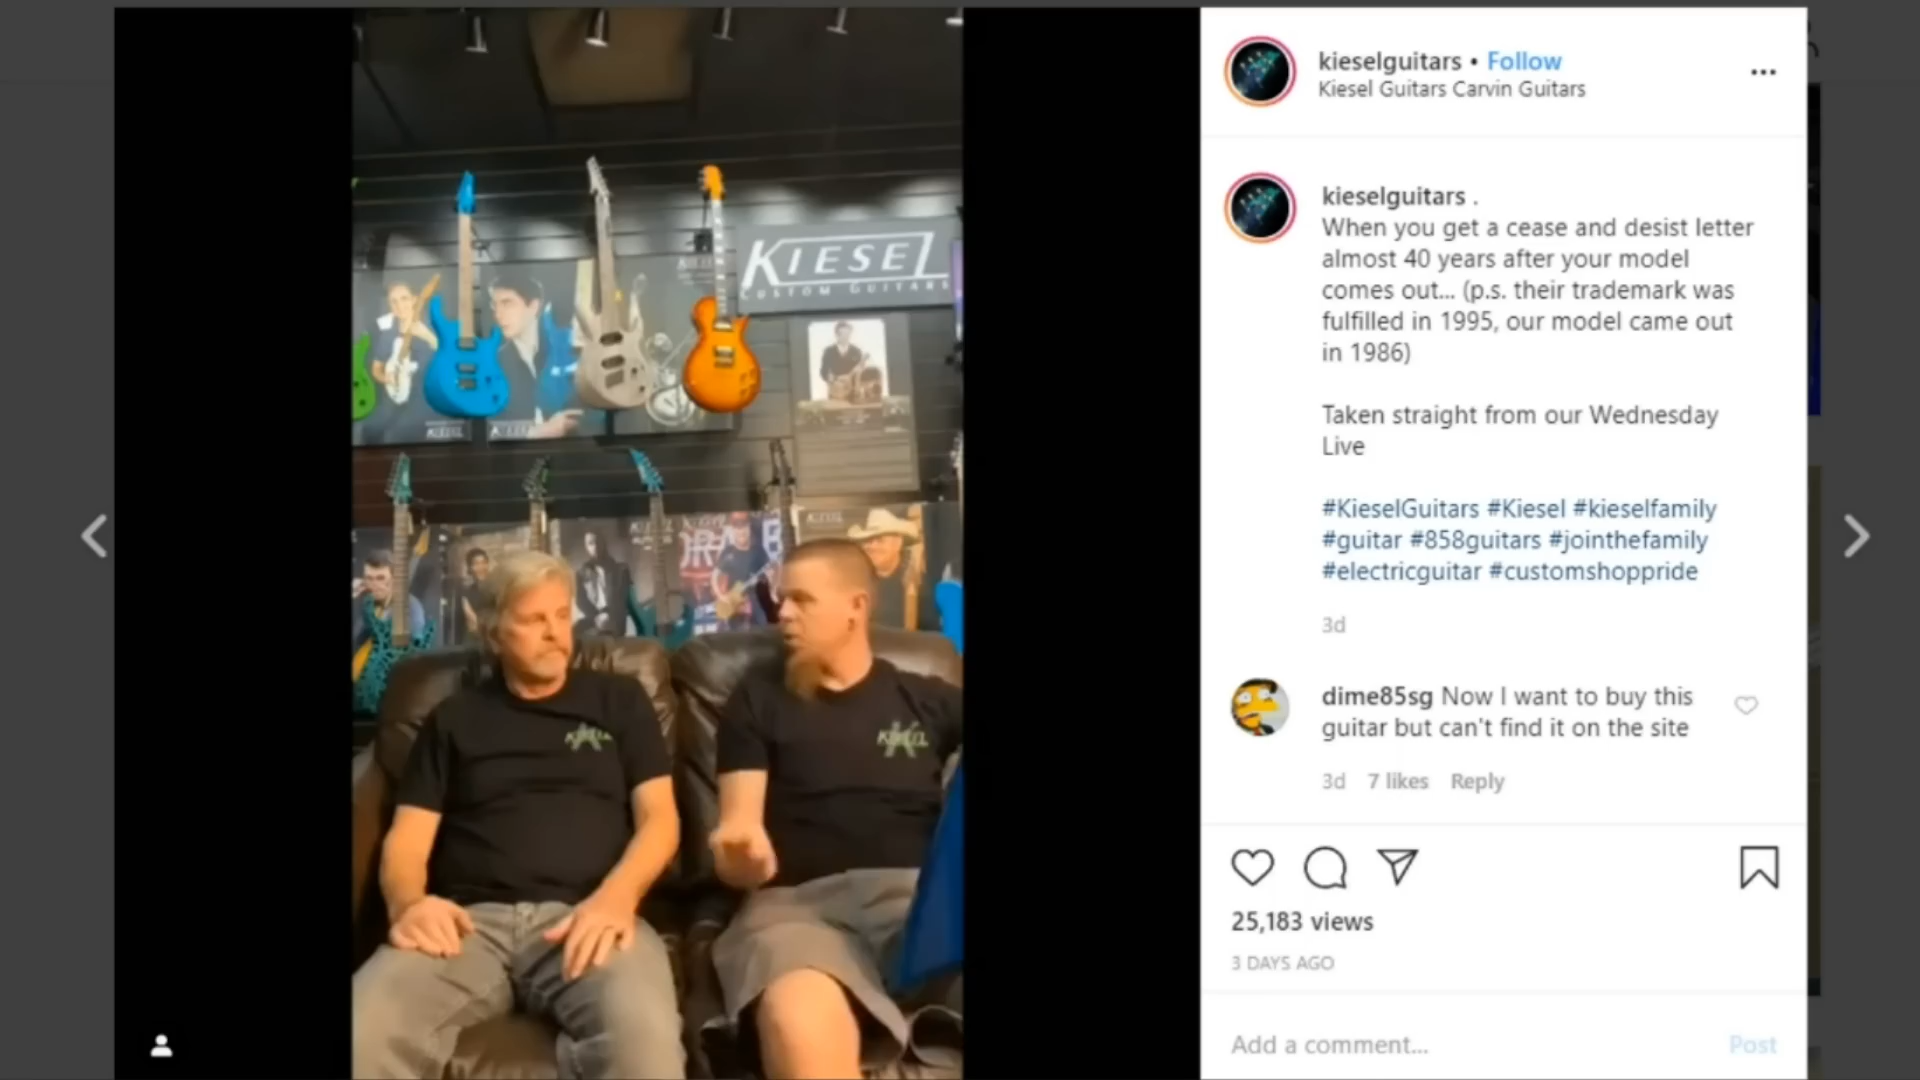 KIESEL
CUSTOM GUITARS
KIESEL
KIESEL
KIESEL
KIESEL
kieselguitars • Follow
Kiesel Guitars Carvin Guitars
kieselguitars .
When you get a cease and desist letter
almost 40 years after your model
comes out... (p.s. their trademark was
fulfilled in 1995, our model came out
in 1986)
Taken straight from our Wednesday
Live
#KieselGuitars #Kiesel #kieselfamily
#guitar #858guitars #jointhefamily
#electricguitar #customshoppride
3d
dime85sg Now I want to buy this
guitar but can't find it on the site
3d 7 likes Reply
25,183 views
3 DAYS AGO
Add a comment... Post